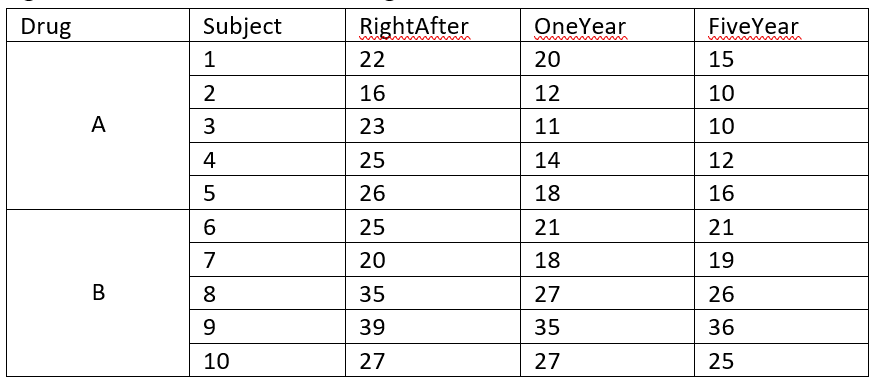 Drug Subject RightAfter OneYear FiveYear
1 22 20 15
2 16 12 10
A 3 23 11 10
4 25 14 12
5 26 18 16
6 25 21 21
7 20 18 19
B 8 35 27 26
9 39 35 36
10 27 27 25